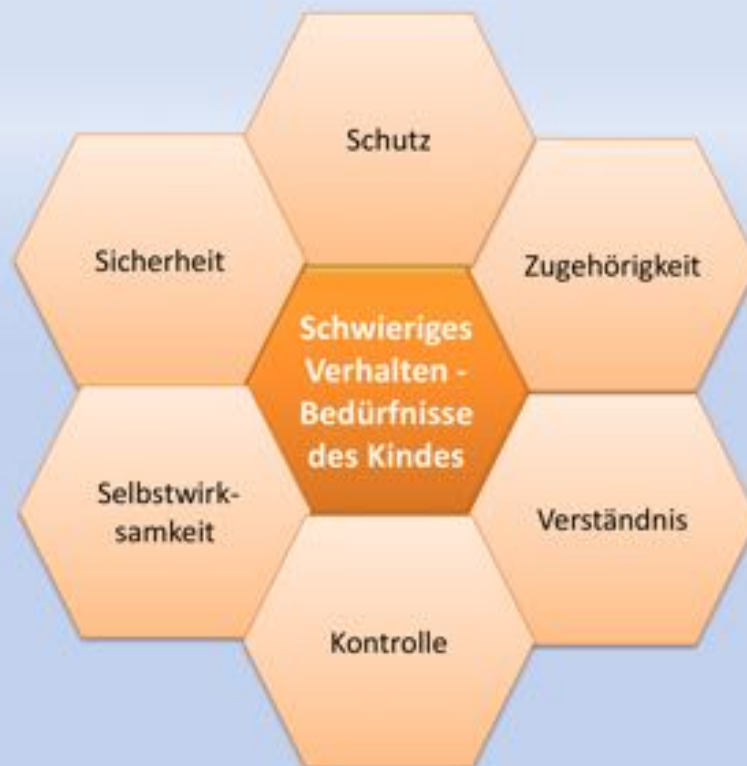 Schutz
Sicherheit
Zugehörigkeit
Schwieriges
Verhalten -
Bedürfnisse
des Kindes
Selbstwirk-
samkeit
Verständnis
Kontrolle